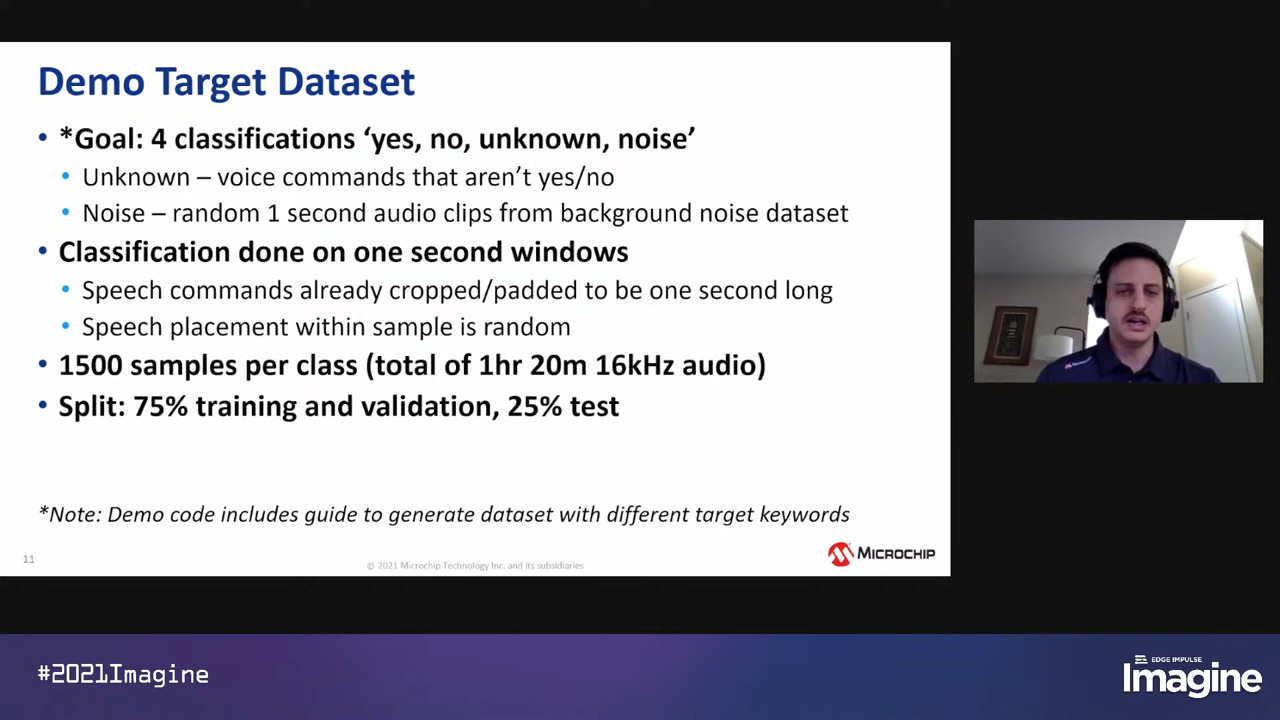 Demo Target Dataset
• *Goal: 4 classifications ‘yes, no, unknown, noise’
• Unknown – voice commands that aren’t yes/no
• Noise – random 1 second audio clips from background noise dataset
• Classification done on one second windows
• Speech commands already cropped/padded to be one second long
• Speech placement within sample is random
• 1500 samples per class (total of 1hr 20m 16kHz audio)
• Split: 75% training and validation, 25% test
*Note: Demo code includes guide to generate dataset with different target keywords
11
© 2021 Microchip Technology Inc. and its subsidiaries
MICROCHIP
#2021Imagine
EDGE IMPULSE
Imagine